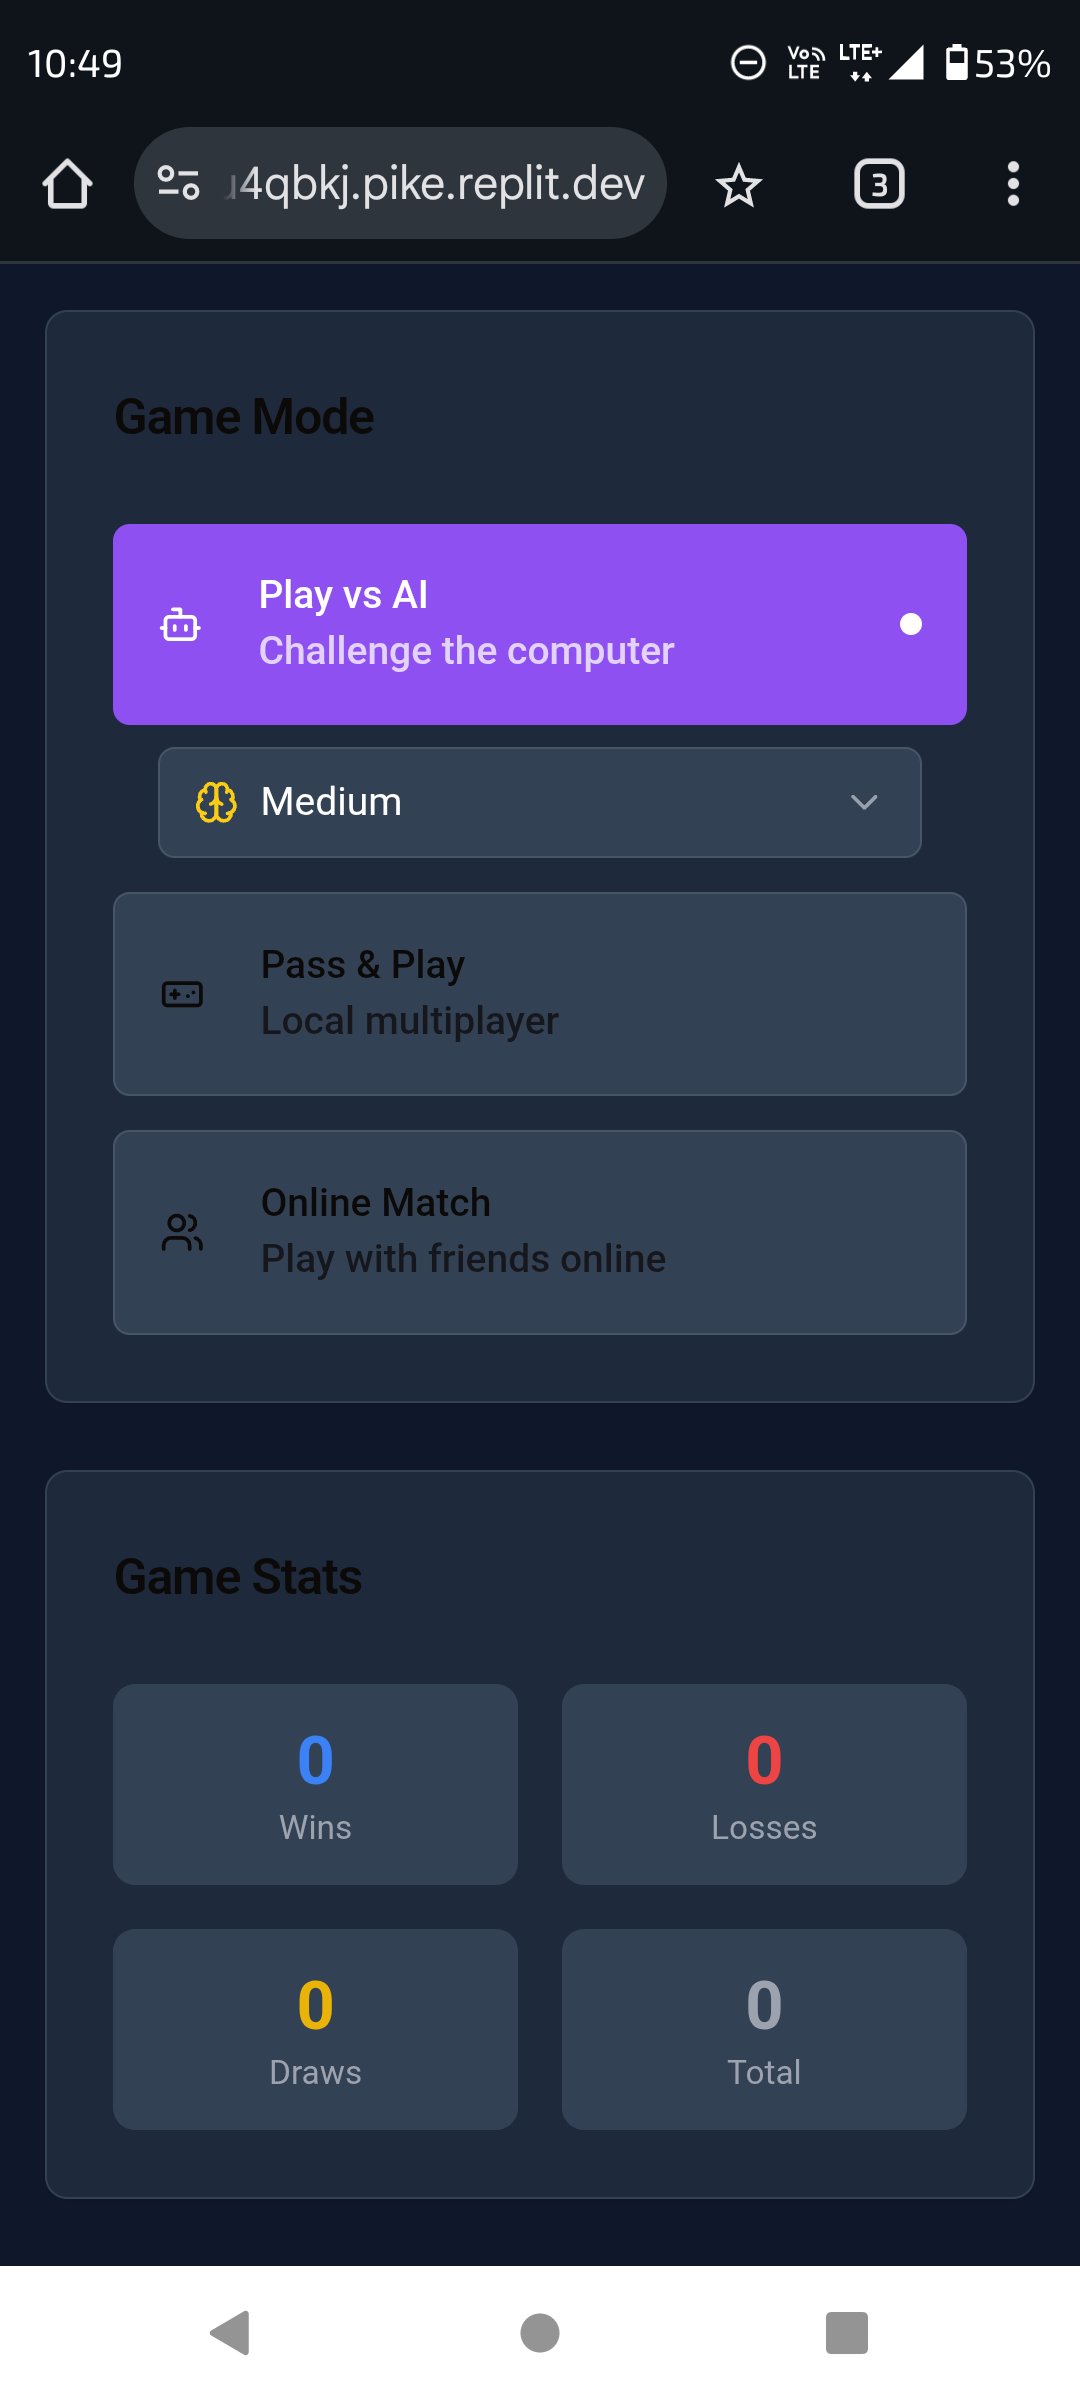 10:49
Vo LTE LTE+ 53%
4qbkj.pike.replit.dev
3
Game Mode
Play vs AI
Challenge the computer
Medium
Pass & Play
Local multiplayer
Online Match
Play with friends online
Game Stats
0 0
Wins Losses
0 0
Draws Total